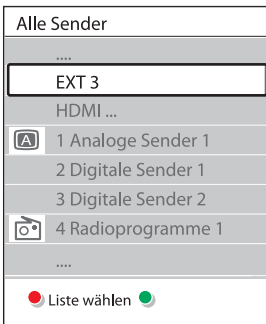 Alle Sender
....
EXT 3
HDMI ...
A 1 Analoge Sender 1
2 Digitale Sender 1
3 Digitale Sender 2
4 Radioprogramme 1
....
Liste wählen